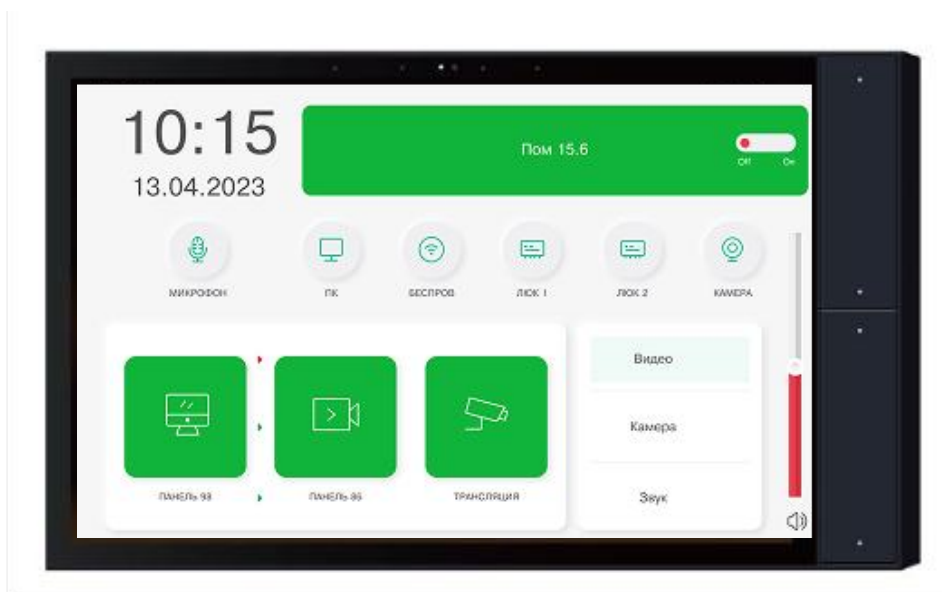 10:15
13.04.2023
Пом 15.6
Off On
МИКРОФОН
ПК
БЕСПРОВ
ЛЮК 1
ЛЮК 2
КАМЕРА
Видео
Камера
Звук
ПАНЕЛЬ 98
ПАНЕЛЬ 86
ТРАНСЛЯЦИЯ